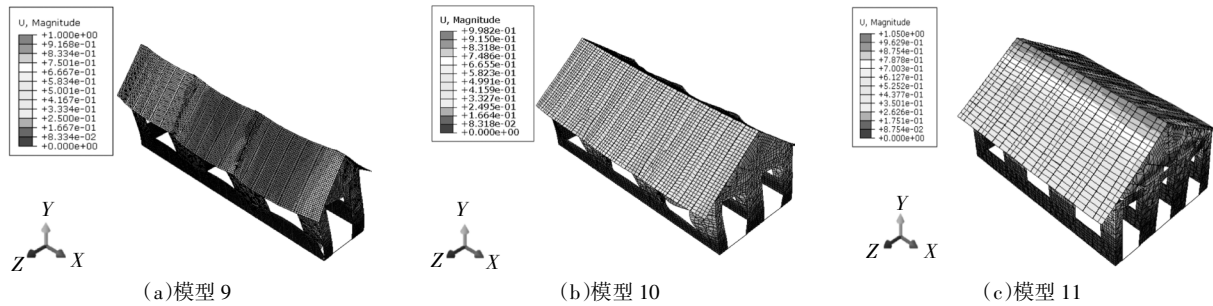 U, Magnitude
+1.000e+00
+9.168e-01
+8.334e-01
+7.501e-01
+6.667e-01
+5.834e-01
+5.001e-01
+4.167e-01
+3.334e-01
+2.500e-01
+1.667e-01
+8.334e-02
+0.000e+00
Y
Z
X
(a)模型 9
U, Magnitude
+9.982e-01
+9.150e-01
+8.318e-01
+7.486e-01
+6.655e-01
+5.823e-01
+4.991e-01
+4.159e-01
+3.327e-01
+2.495e-01
+1.664e-01
+8.318e-02
+0.000e+00
Y
Z
X
(b)模型 10
U, Magnitude
+1.050e+00
+9.629e-01
+8.754e-01
+7.878e-01
+7.003e-01
+6.127e-01
+5.252e-01
+4.377e-01
+3.501e-01
+2.626e-01
+1.751e-01
+8.754e-02
+0.000e+00
Y
Z
X
(c)模型 11